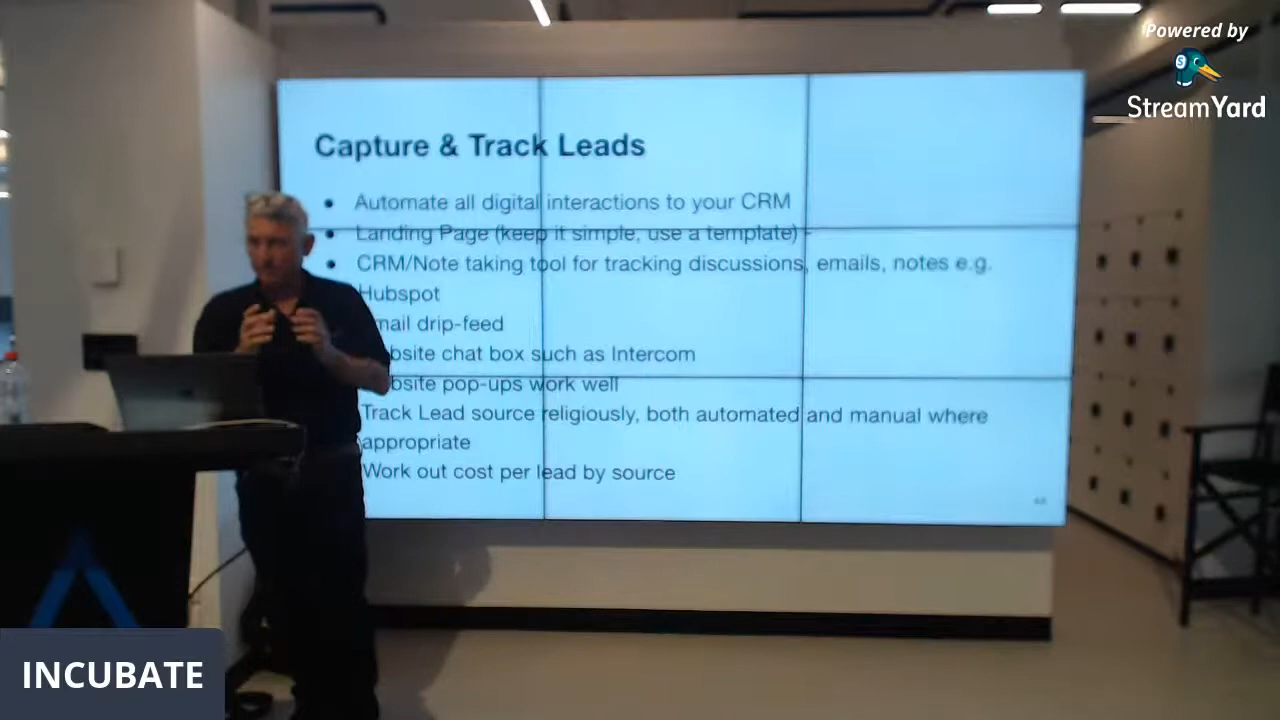 Powered by
StreamYard
Capture & Track Leads
• Automate all digital interactions to your CRM
• Landing Page (keep it simple, use a template) -
• CRM/Note taking tool for tracking discussions, emails, notes e.g.
Hubspot
mail drip-feed
bsite chat box such as Intercom
bsite pop-ups work well
Track Lead source religiously, both automated and manual where
appropriate
Work out cost per lead by source
INCUBATE